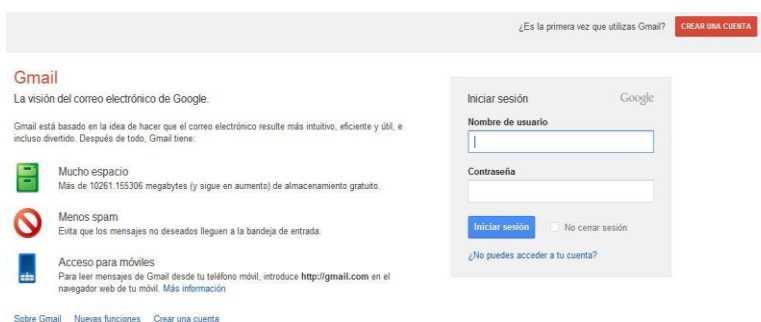 ¿Es la primera vez que utilizas Gmail? CREAR UNA CUENTA
Gmail
La visión del correo electrónico de Google.
Gmail está basado en la idea de hacer que el correo electrónico resulte más intuitivo, eficiente y útil, e
incluso divertido. Después de todo, Gmail tiene:
Mucho espacio
Más de 10261.155306 megabytes (y sigue en aumento) de almacenamiento gratuito.
Menos spam
Evita que los mensajes no deseados lleguen a la bandeja de entrada.
Acceso para móviles
Para leer mensajes de Gmail desde tu teléfono móvil, introduce http://gmail.com en el
navegador web de tu móvil. Más información
Sobre Gmail Nuevas funciones Crear una cuenta
Iniciar sesión Google
Nombre de usuario
Contraseña
Iniciar sesión No cerrar sesión
¿No puedes acceder a tu cuenta?